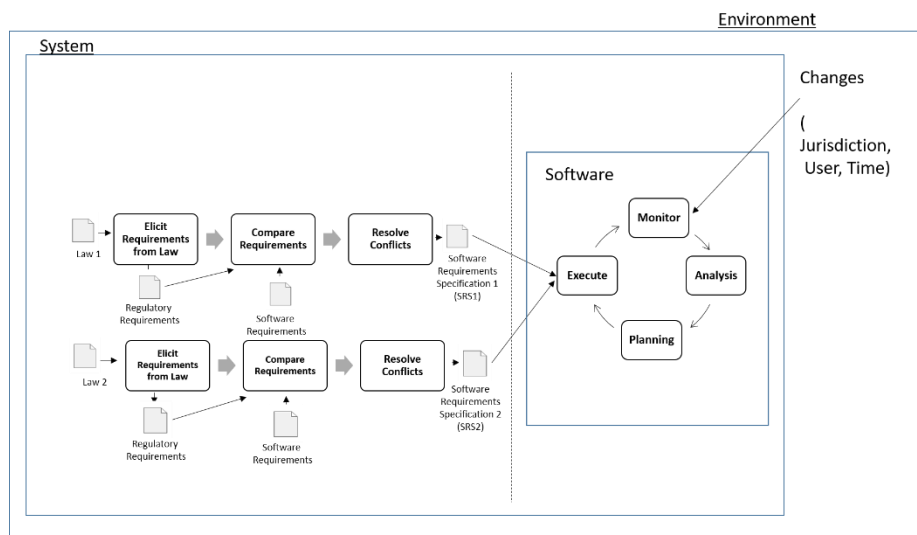 Environment
System
Changes
(
Jurisdiction,
User, Time)
Software
Monitor
Execute
Analysis
Planning
Law 1
Elicit
Requirements
from Law
Compare
Requirements
Resolve
Conflicts
Software
Requirements
Specification 1
(SRS1)
Regulatory
Requirements
Software
Requirements
Law 2
Elicit
Requirements
from Law
Compare
Requirements
Resolve
Conflicts
Software
Requirements
Specification 2
(SRS2)
Regulatory
Requirements
Software
Requirements